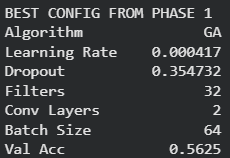 BEST CONFIG FROM PHASE 1
Algorithm GA
Learning Rate 0.000417
Dropout 0.354732
Filters 32
Conv Layers 2
Batch Size 64
Val Acc 0.5625